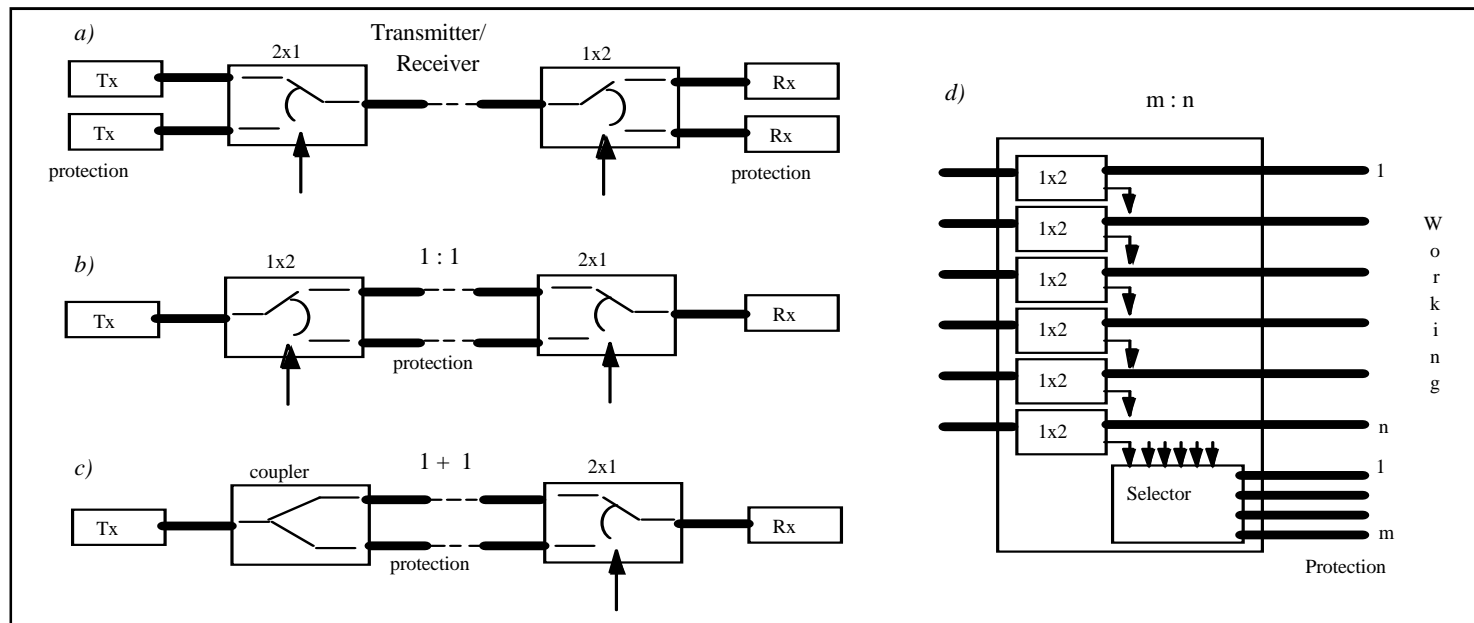 a)
Transmitter/
Receiver
2x1
1x2
Tx
Rx
Tx
Rx
protection
protection
b)
1 : 1
1x2
2x1
Tx
Rx
protection
c)
1 + 1
coupler
2x1
Tx
Rx
protection
d)
m : n
1x2
1
1x2
1x2
1x2
1x2
1x2
n
Working
Selector
1
m
Protection